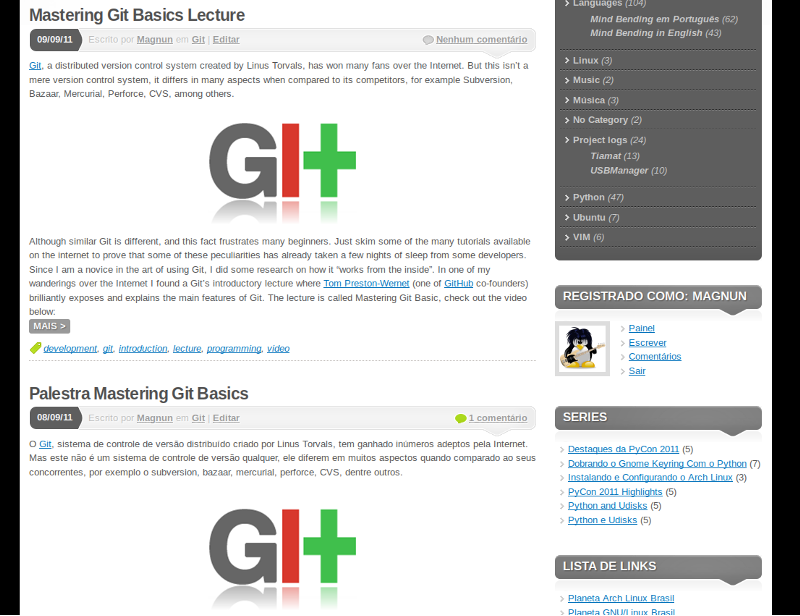 Mastering Git Basics Lecture
09/09/11 Escrito por Magnun em Git | Editar Nenhum comentário
Git, a distributed version control system created by Linus Torvals, has won many fans over the Internet. But this isn't a
mere version control system, it differs in many aspects when compared to its competitors, for example Subversion,
Bazaar, Mercurial, Perforce, CVS, among others.
GIt
Although similar Git is different, and this fact frustrates many beginners. Just skim some of the many tutorials available
on the internet to prove that some of these peculiarities has already taken a few nights of sleep from some developers.
Since I am a novice in the art of using Git, I did some research on how it “works from the inside”. In one of my
wanderings over the Internet I found a Git's introductory lecture where Tom Preston-Werner (one of GitHub co-founders)
brilliantly exposes and explains the main features of Git. The lecture is called Mastering Git Basic, check out the video
below:
MAIS >
development, git, introduction, lecture, programming, video
Palestra Mastering Git Basics
08/09/11 Escrito por Magnun em Git | Editar 1 comentário
O Git, sistema de controle de versão distribuído criado por Linus Torvals, tem ganhado inúmeros adeptos pela Internet.
Mas este não é um sistema de controle de versão qualquer, ele diferem em muitos aspectos quando comparado ao seus
concorrentes, por exemplo o subversion, bazaar, mercurial, perforce, CVS, dentre outros.
GIt
Languages (104)
Mind Bending em Português (62)
Mind Bending in English (43)
Linux (3)
Music (2)
Música (3)
No Category (2)
Project logs (24)
Tiamat (13)
USBManager (10)
Python (47)
Ubuntu (7)
VIM (6)
REGISTRADO COMO: MAGNUN
Painel
Escrever
Comentários
Sair
SERIES
Destaques da PyCon 2011 (5)
Dobrando o Gnome Keyring Com o Python (7)
Instalando e Configurando o Arch Linux (3)
PyCon 2011 Highlights (5)
Python and Udisks (5)
Python e Udisks (5)
LISTA DE LINKS
Planeta Arch Linux Brasil
Planeta GNU/Linux Brasil